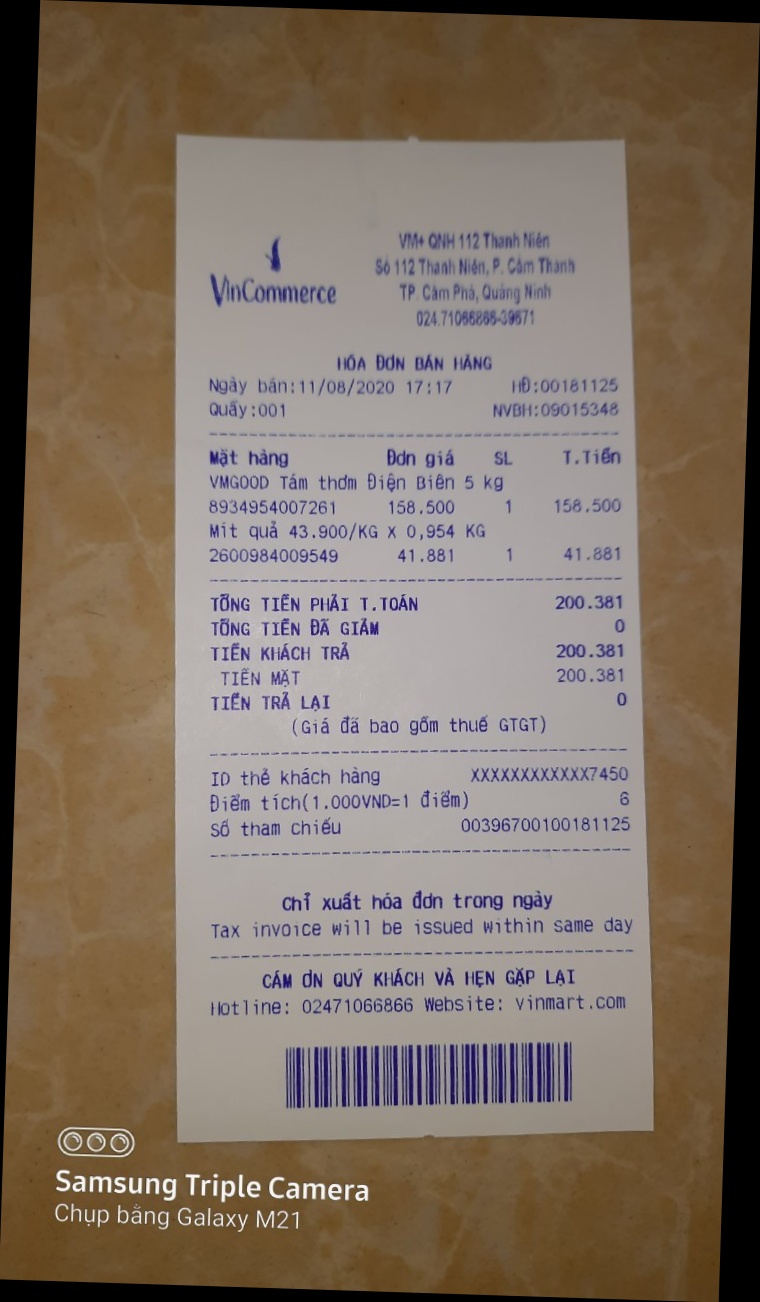 VinCommerce
VM+ QNH 112 Thanh Niên
Số 112 Thanh Niên, P. Cẩm Thành
TP. Cẩm Phả, Quảng Ninh
024.71066866-39671
HÓA ĐƠN BÁN HÀNG
Ngày bán:11/08/2020 17:17 HĐ:00181125
Quầy:001 NVBH:09015348
Mặt hàng Đơn giá SL T.Tiền
VMGOOD Tám thơm Điện Biên 5 kg
8934954007261 158.500 1 158.500
Mít quả 43.900/KG X 0,954 KG
2600984009549 41.881 1 41.881
TỔNG TIỀN PHẢI T.TOÁN 200.381
TỔNG TIỀN ĐÃ GIẢM 0
TIỀN KHÁCH TRẢ 200.381
TIỀN MẶT 200.381
TIỀN TRẢ LẠI 0
(Giá đã bao gồm thuế GTGT)
ID thẻ khách hàng XXXXXXXXXXXX7450
Điểm tích(1.000VND=1 điểm) 6
Số tham chiếu 00396700100181125
Chỉ xuất hóa đơn trong ngày
Tax invoice will be issued within same day
CẢM ƠN QUÝ KHÁCH VÀ HẸN GẶP LẠI
Hotline: 02471066866 Website: vinmart.com
Samsung Triple Camera
Chụp bằng Galaxy M21